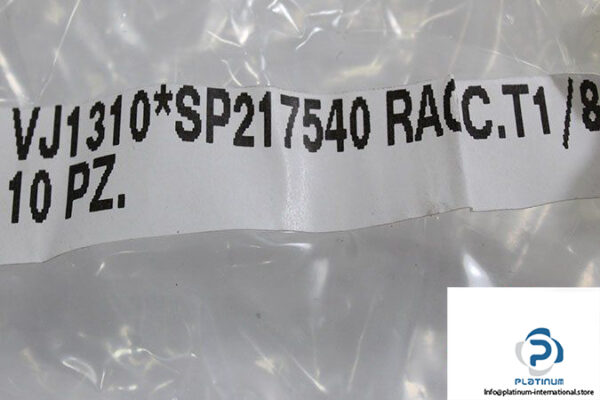 VJ1310*SP217540 RACC.T1/8
10 PZ.
PLATINUM
Info@platinum-international.store